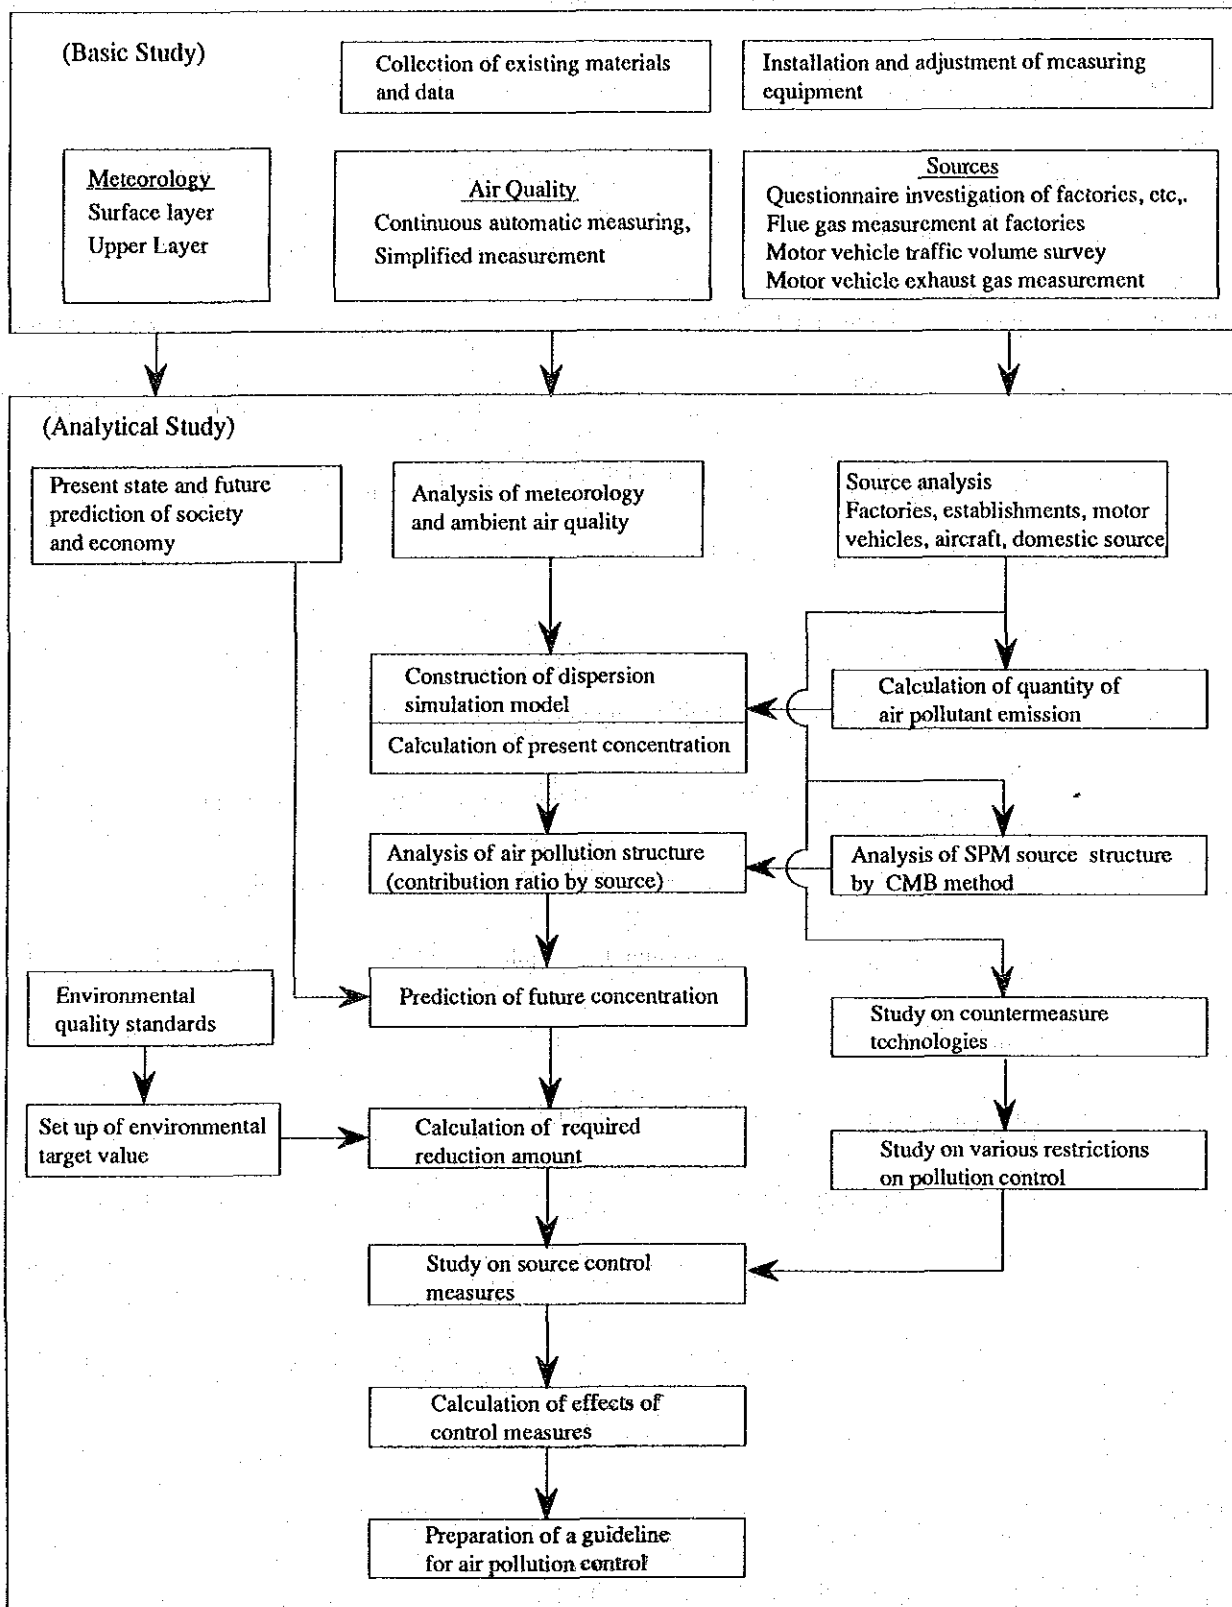 (Basic Study)
Collection of existing materials
and data
Installation and adjustment of measuring
equipment
Meteorology
Surface layer
Upper Layer
Air Quality
Continuous automatic measuring,
Simplified measurement
Sources
Questionnaire investigation of factories, etc,.
Flue gas measurement at factories
Motor vehicle traffic volume survey
Motor vehicle exhaust gas measurement
(Analytical Study)
Present state and future
prediction of society
and economy
Analysis of meteorology
and ambient air quality
Source analysis
Factories, establishments, motor
vehicles, aircraft, domestic source
Construction of dispersion
simulation model
Calculation of present concentration
Calculation of quantity of
air pollutant emission
Analysis of air pollution structure
(contribution ratio by source)
Analysis of SPM source structure
by CMB method
Environmental
quality standards
Prediction of future concentration
Study on countermeasure
technologies
Set up of environmental
target value
Calculation of required
reduction amount
Study on various restrictions
on pollution control
Study on source control
measures
Calculation of effects of
control measures
Preparation of a guideline
for air pollution control